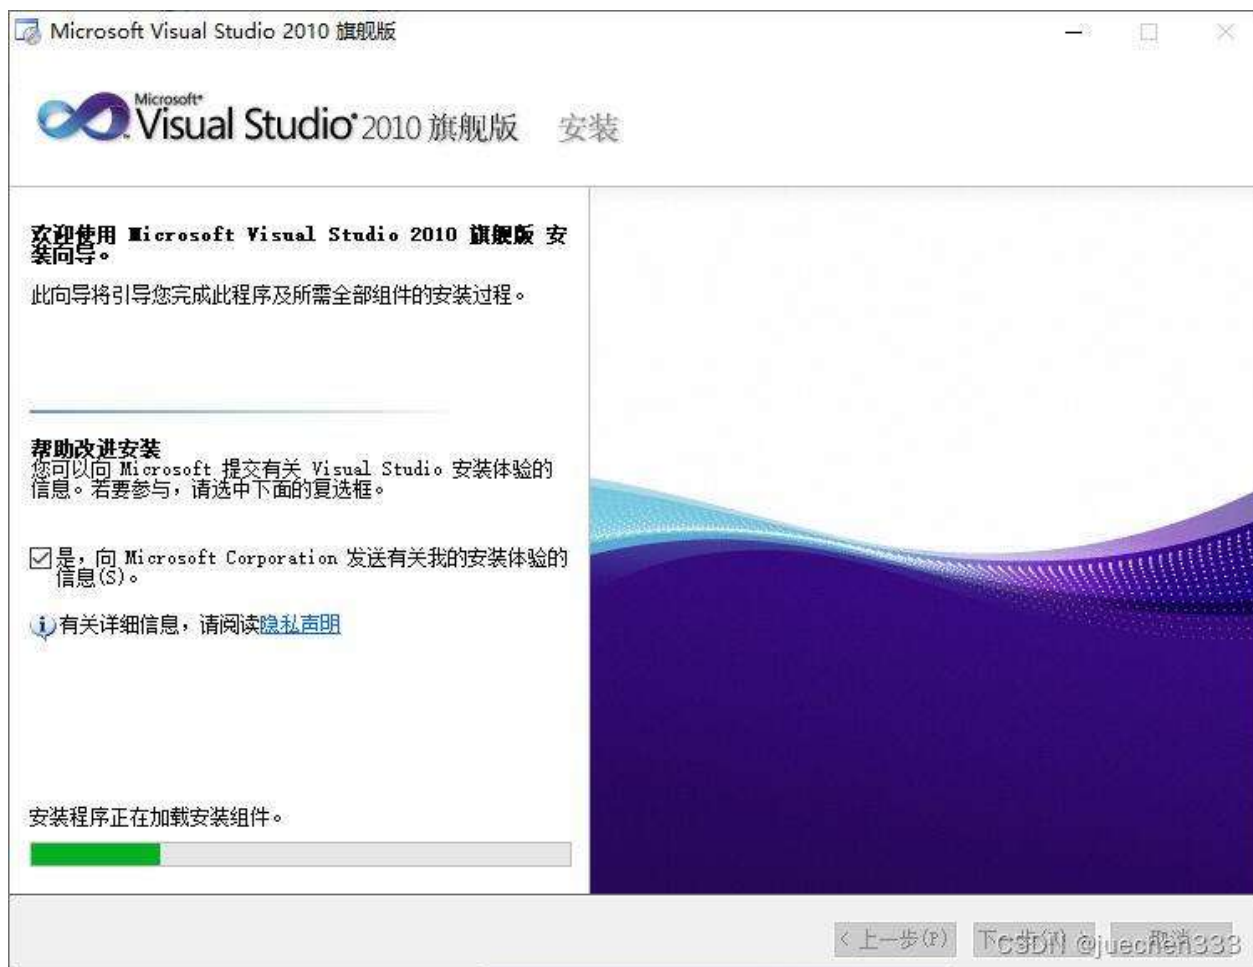 Microsoft Visual Studio 2010 旗舰版
Microsoft
Visual Studio 2010 旗舰版 安装
欢迎使用 Microsoft Visual Studio 2010 旗舰版 安
装向导。
此向导将引导您完成此程序及所需全部组件的安装过程。
帮助改进安装
您可以向 Microsoft 提交有关 Visual Studio 安装体验的
信息。若要参与，请选中下面的复选框。
是，向 Microsoft Corporation 发送有关我的安装体验的
信息(S)。
有关详细信息，请阅读隐私声明
安装程序正在加载安装组件。
< 上一步(P) 下一步(N) > 取消
CSDN @juechen333